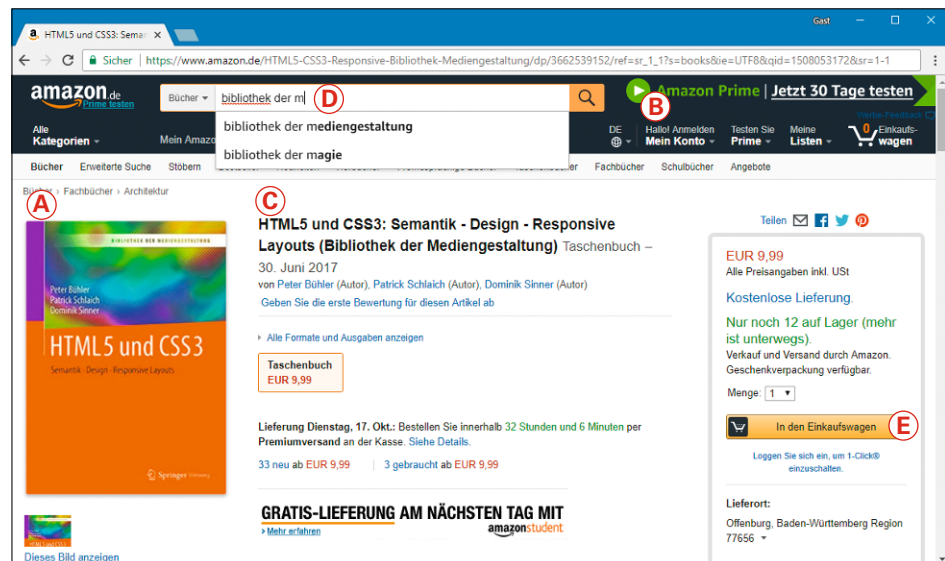 HTML5 und CSS3: Seman
Gast
Sicher | https://www.amazon.de/HTML5-CSS3-Responsive-Bibliothek-Mediengestaltung/dp/3662539152/ref=sr_1_1?s=books&ie=UTF8&qid=1508053172&sr=1-1
amazon.de
Prime testen
Bücher
bibliothek der m
D
B
Amazon Prime | Jetzt 30 Tage testen
Werbe-Feedback
bibliothek der mediengestaltung
bibliothek der magie
Alle
Kategorien
Mein Amazo
DE
Hallo! Anmelden
Mein Konto
Testen Sie
Prime
Meine
Listen
0
Einkaufs-
wagen
Bücher Erweiterte Suche Stöbern Fachbücher Schulbücher Angebote
Bücher › Fachbücher › Architektur
A
BIBLIOTHEK DER MEDIENGESTALTUNG
Peter Bühler
Patrick Schlaich
Dominik Sinner
HTML5 und CSS3
Semantik - Design - Responsive Layouts
Springer Vieweg
HTML5 und CSS3
Dieses Bild anzeigen
C
HTML5 und CSS3: Semantik - Design - Responsive
Layouts (Bibliothek der Mediengestaltung) Taschenbuch –
30. Juni 2017
von Peter Bühler (Autor), Patrick Schlaich (Autor), Dominik Sinner (Autor)
Geben Sie die erste Bewertung für diesen Artikel ab
Alle Formate und Ausgaben anzeigen
Taschenbuch
EUR 9,99
Lieferung Dienstag, 17. Okt.: Bestellen Sie innerhalb 32 Stunden und 6 Minuten per
Premiumversand an der Kasse. Siehe Details.
33 neu ab EUR 9,99 | 3 gebraucht ab EUR 9,99
GRATIS-LIEFERUNG AM NÄCHSTEN TAG MIT
› Mehr erfahren
amazonstudent
Teilen
EUR 9,99
Alle Preisangaben inkl. USt
Kostenlose Lieferung.
Nur noch 12 auf Lager (mehr
ist unterwegs).
Verkauf und Versand durch Amazon.
Geschenkverpackung verfügbar.
Menge: 1
In den Einkaufswagen
E
Loggen Sie sich ein, um 1-Click®
einzuschalten.
Lieferort:
Offenburg, Baden-Württemberg Region
77656